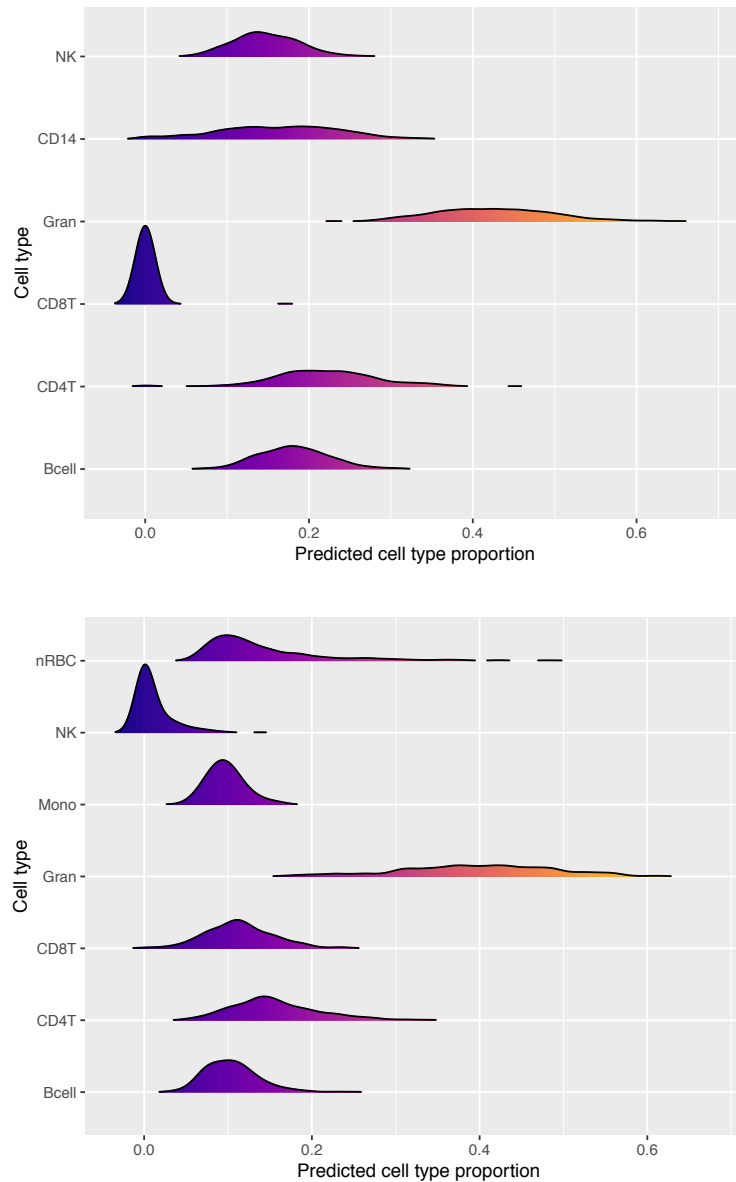 NK
CD14
Gran
CD8T
CD4T
Bcell
Cell type
0.0 0.2 0.4 0.6
Predicted cell type proportion
nRBC
NK
Mono
Gran
CD8T
CD4T
Bcell
Cell type
0.0 0.2 0.4 0.6
Predicted cell type proportion